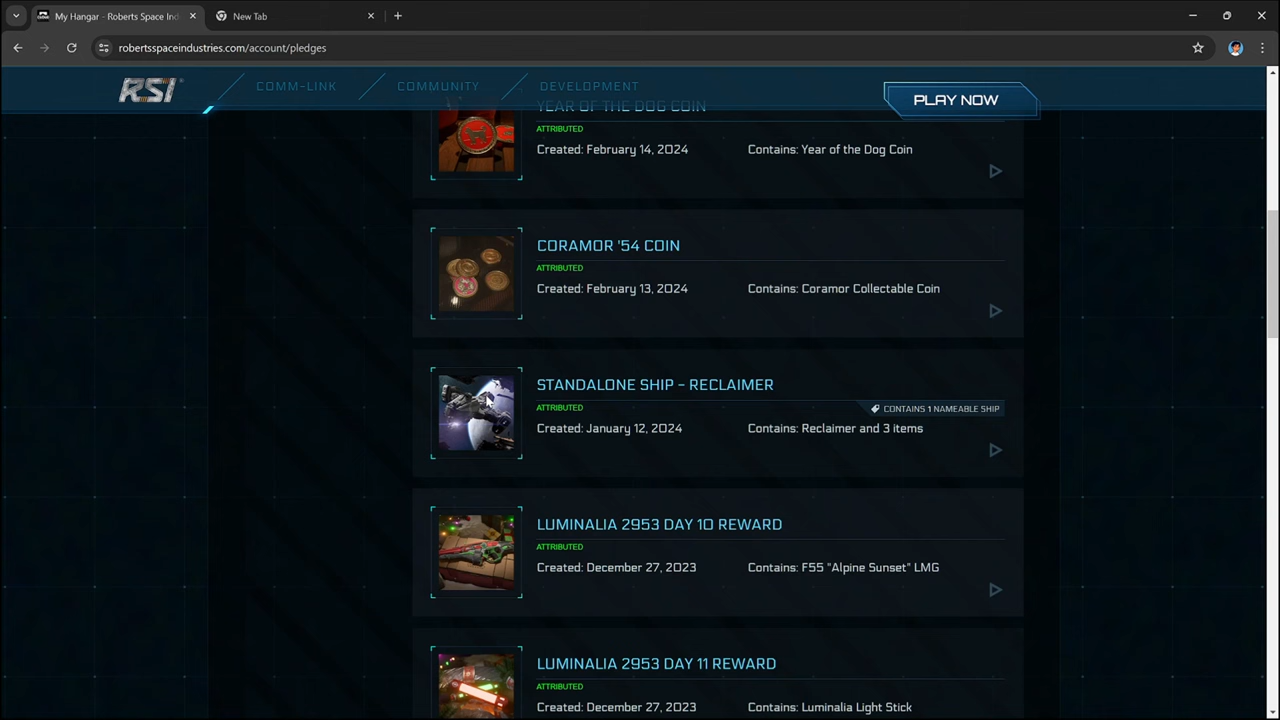 My Hangar - Roberts Space Ind
New Tab
robertsspaceindustries.com/account/pledges
RSI
COMM-LINK
COMMUNITY
DEVELOPMENT
PLAY NOW
YEAR OF THE DOG COIN
ATTRIBUTED
Created: February 14, 2024
Contains: Year of the Dog Coin
CORAMOR '54 COIN
ATTRIBUTED
Created: February 13, 2024
Contains: Coramor Collectable Coin
STANDALONE SHIP - RECLAIMER
ATTRIBUTED
CONTAINS 1 NAMEABLE SHIP
Created: January 12, 2024
Contains: Reclaimer and 3 items
LUMINALIA 2953 DAY 10 REWARD
ATTRIBUTED
Created: December 27, 2023
Contains: F55 "Alpine Sunset" LMG
LUMINALIA 2953 DAY 11 REWARD
ATTRIBUTED
Created: December 27, 2023
Contains: Luminalia Light Stick